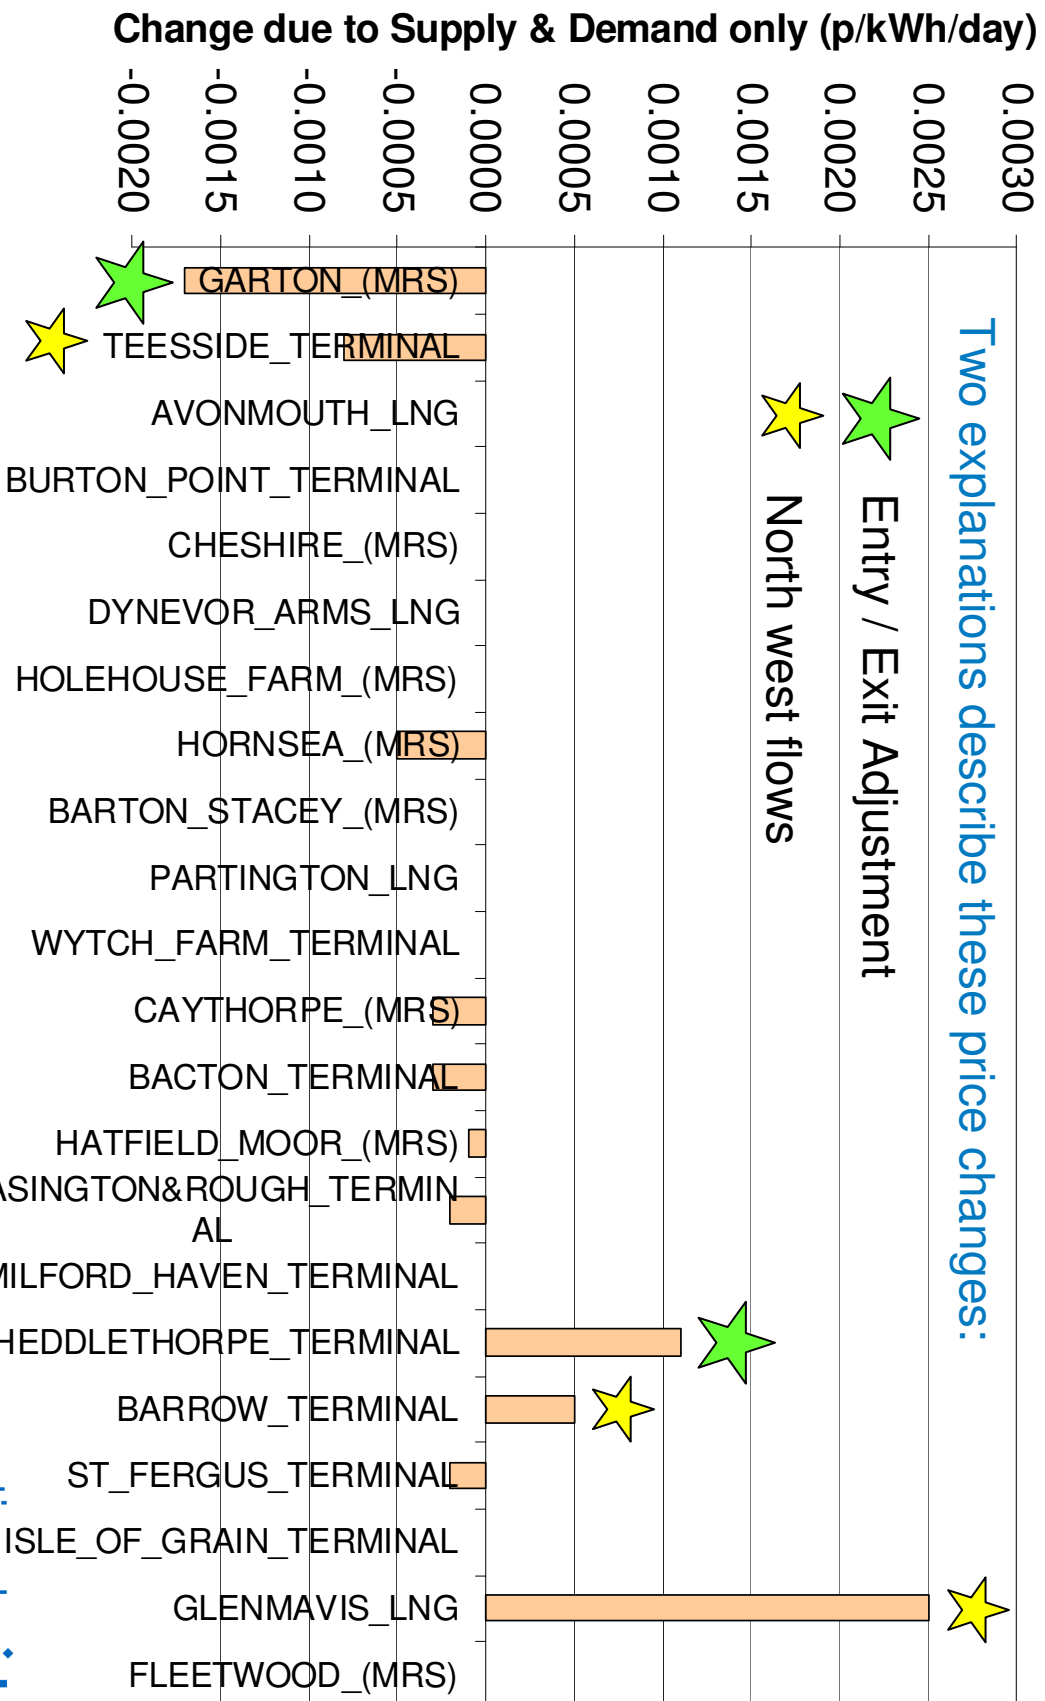 Change due to Supply & Demand only (p/kWh/day)
0.0030
0.0025
0.0020
0.0015
0.0010
0.0005
0.0000
-0.0005
-0.0010
-0.0015
-0.0020
Two explanations describe these price changes:
Entry / Exit Adjustment
North west flows
GARTON_(MRS)
TEESSIDE_TERMINAL
AVONMOUTH_LNG
BURTON_POINT_TERMINAL
CHESHIRE_(MRS)
DYNEVOR_ARMS_LNG
HOLEHOUSE_FARM_(MRS)
HORNSEA_(MRS)
BARTON_STACEY_(MRS)
PARTINGTON_LNG
WYTCH_FARM_TERMINAL
CAYTHORPE_(MRS)
BACTON_TERMINAL
HATFIELD_MOOR_(MRS)
ASINGTON&ROUGH_TERMIN
AL
MILFORD_HAVEN_TERMINAL
HEDDLETHORPE_TERMINAL
BARROW_TERMINAL
ST_FERGUS_TERMINAL
ISLE_OF_GRAIN_TERMINAL
GLENMAVIS_LNG
FLEETWOOD_(MRS)